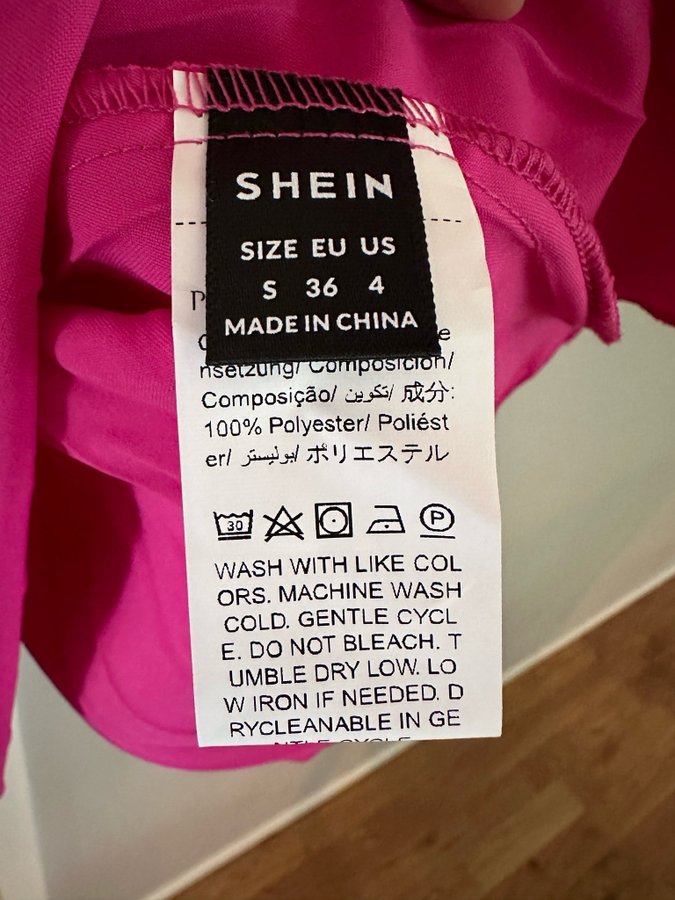 SHEIN
SIZE EU US
S 36 4
MADE IN CHINA
nsetzung/ Composición/
Composição/ تكوين/ 成分:
100% Polyester/ Poliést
er/ بوليستر/ ポリエステル
30
P
WASH WITH LIKE COL
ORS. MACHINE WASH
COLD. GENTLE CYCL
E. DO NOT BLEACH. T
UMBLE DRY LOW. LO
W IRON IF NEEDED. D
RYCLEANABLE IN GE
NTLE CYCLE